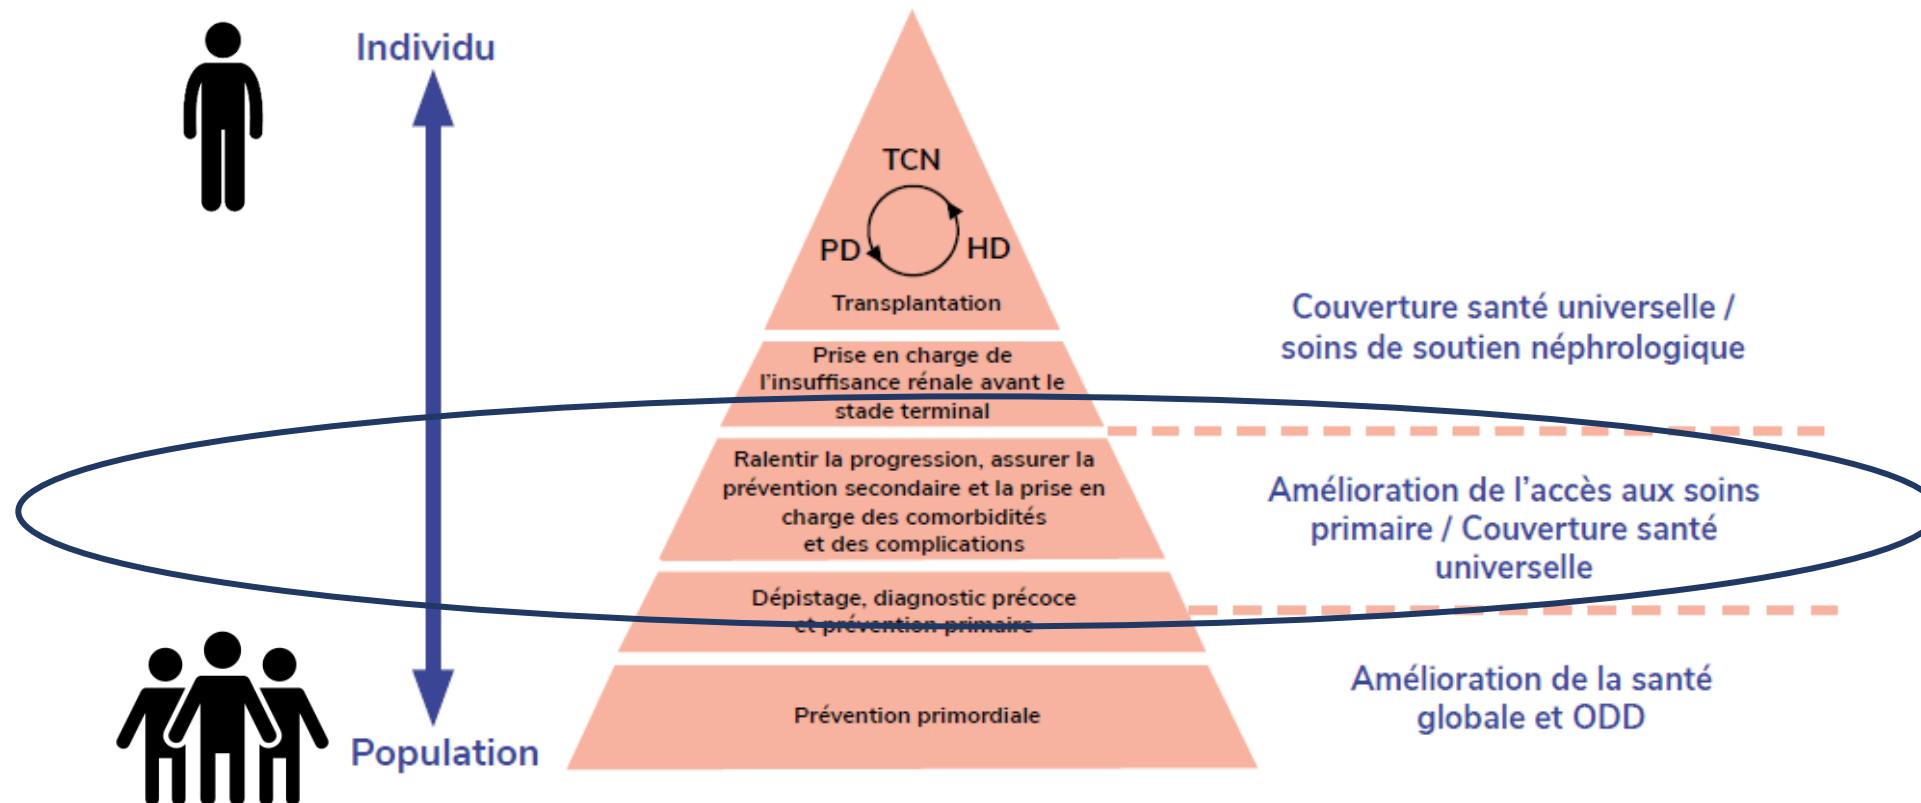 Individu
TCN
PD
HD
Transplantation
Prise en charge de
l'insuffisance rénale avant le
stade terminal
Ralentir la progression, assurer la
prévention secondaire et la prise en
charge des comorbidités
et des complications
Dépistage, diagnostic précoce
et prévention primaire
Prévention primordiale
Population
Couverture santé universelle /
soins de soutien néphrologique
Amélioration de l'accès aux soins
primaire / Couverture santé
universelle
Amélioration de la santé
globale et ODD